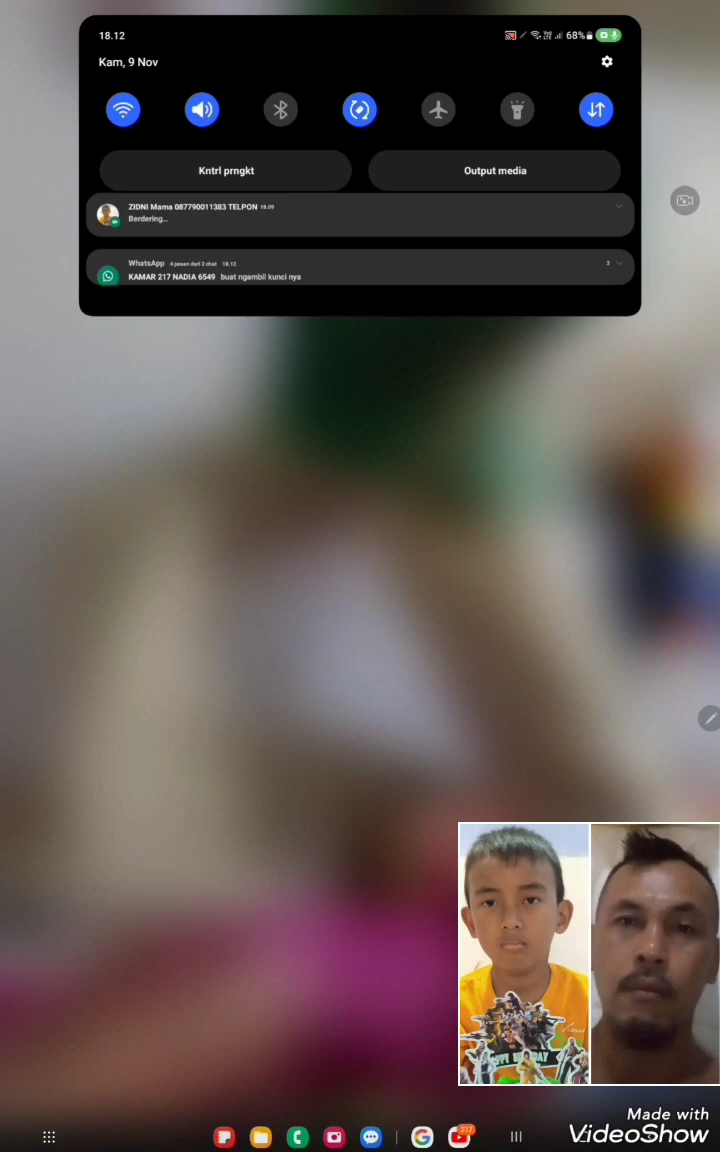 18.12
68%
Kam, 9 Nov
Kntrl prngkt
Output media
ZIDNI Mama 087790011383 TELPON 18.09
Berdering...
WhatsApp 4 pesan dari 2 chat 18.12
3
KAMAR 217 NADIA 6549 buat ngambil kunci nya
217
Made with
VideoShow